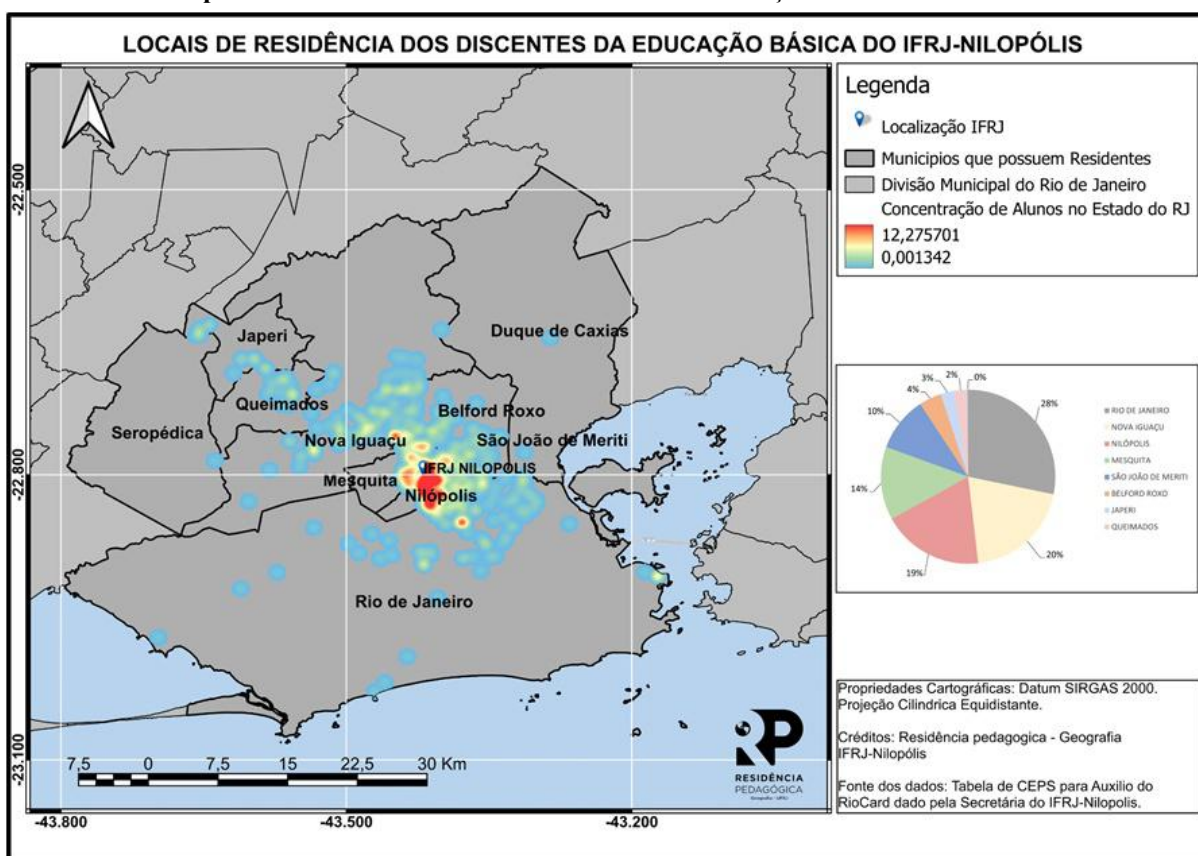 LOCAIS DE RESIDÊNCIA DOS DISCENTES DA EDUCAÇÃO BÁSICA DO IFRJ-NILOPÓLIS
-22.500
-22.800
-23.100
-43.800
-43.500
-43.200
Japeri
Duque de Caxias
Queimados
Belford Roxo
Seropédica
Nova Iguaçu
São João de Meriti
IFRJ NILOPOLIS
Mesquita
Nilópolis
Rio de Janeiro
7,5 0 7,5 15 22,5 30 Km
RP
RESIDÊNCIA
PEDAGÓGICA
Legenda
Localização IFRJ
Municipios que possuem Residentes
Divisão Municipal do Rio de Janeiro
Concentração de Alunos no Estado do RJ
12,275701
0,001342
28%
20%
19%
14%
10%
4%
3%
2%
0%
RIO DE JANEIRO
NOVA IGUAÇU
NILÓPOLIS
MESQUITA
SÃO JOÃO DE MERITI
BELFORD ROXO
JAPERI
QUEIMADOS
Propriedades Cartográficas: Datum SIRGAS 2000.
Projeção Cilindrica Equidistante.
Créditos: Residência pedagogica - Geografia
IFRJ-Nilopólis
Fonte dos dados: Tabela de CEPS para Auxilio do
RioCard dado pela Secretária do IFRJ-Nilopolis.